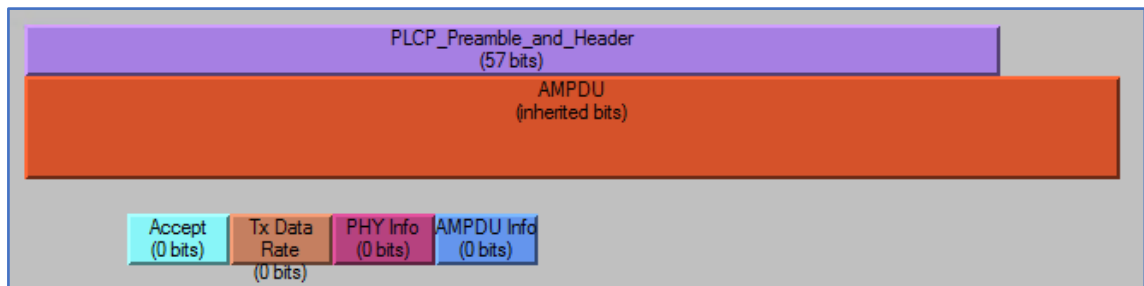 PLCP_Preamble_and_Header
(57 bits)
AMPDU
(inherited bits)
Accept
(0 bits)
Tx Data
Rate
(0 bits)
PHY Info
(0 bits)
AMPDU Info
(0 bits)